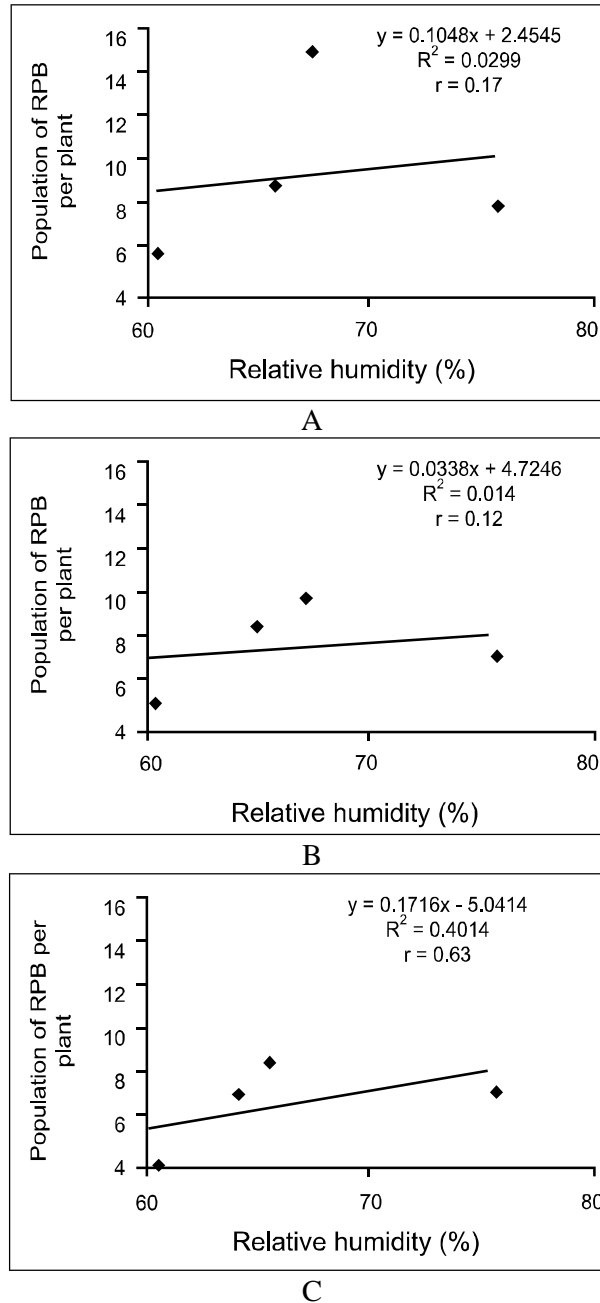 y = 0.1048x + 2.4545
R² = 0.0299
r = 0.17
Population of RPB
per plant
16
14
12
10
8
6
4
60 70 80
Relative humidity (%)
A
y = 0.0338x + 4.7246
R² = 0.014
r = 0.12
Population of RPB
per plant
16
14
12
10
8
6
4
60 70 80
Relative humidity (%)
B
y = 0.1716x - 5.0414
R² = 0.4014
r = 0.63
Population of RPB per
plant
16
14
12
10
8
6
4
60 70 80
Relative humidity (%)
C